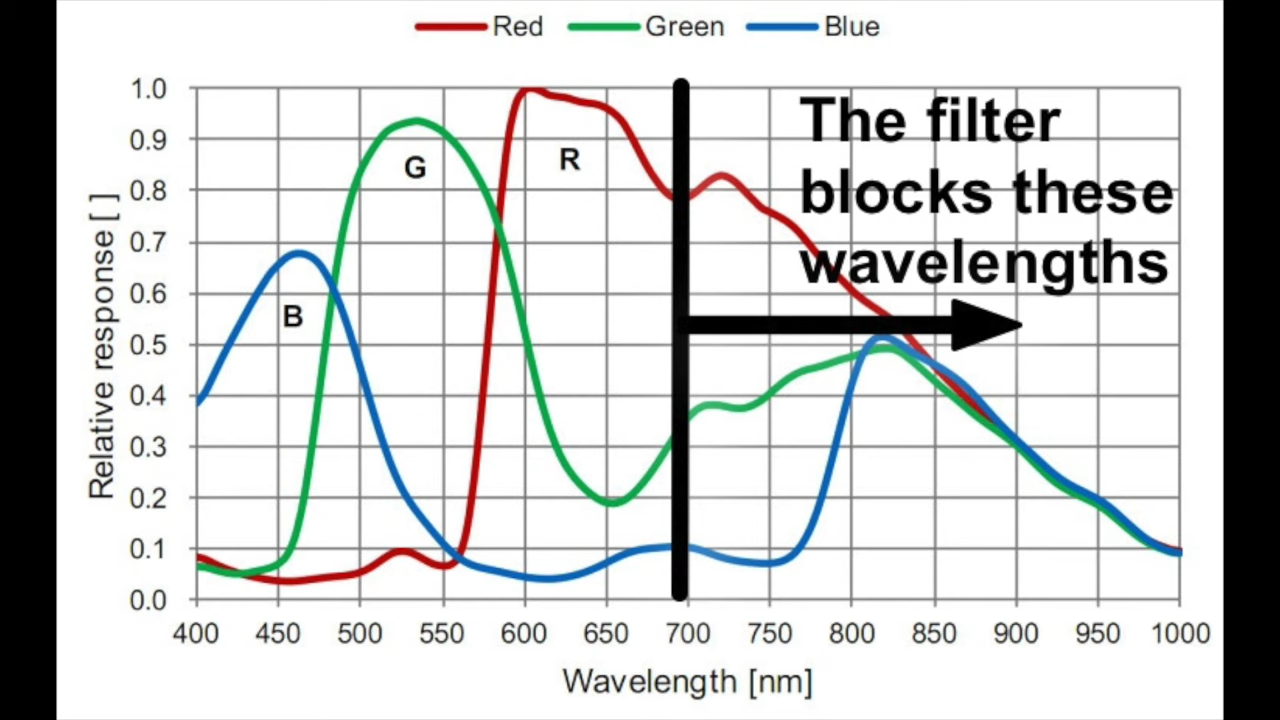 Red Green Blue
The filter
blocks these
wavelengths
Relative response [ ]
1.0
0.9
0.8
0.7
0.6
0.5
0.4
0.3
0.2
0.1
0.0
B
G
R
400 450 500 550 600 650 700 750 800 850 900 950 1000
Wavelength [nm]